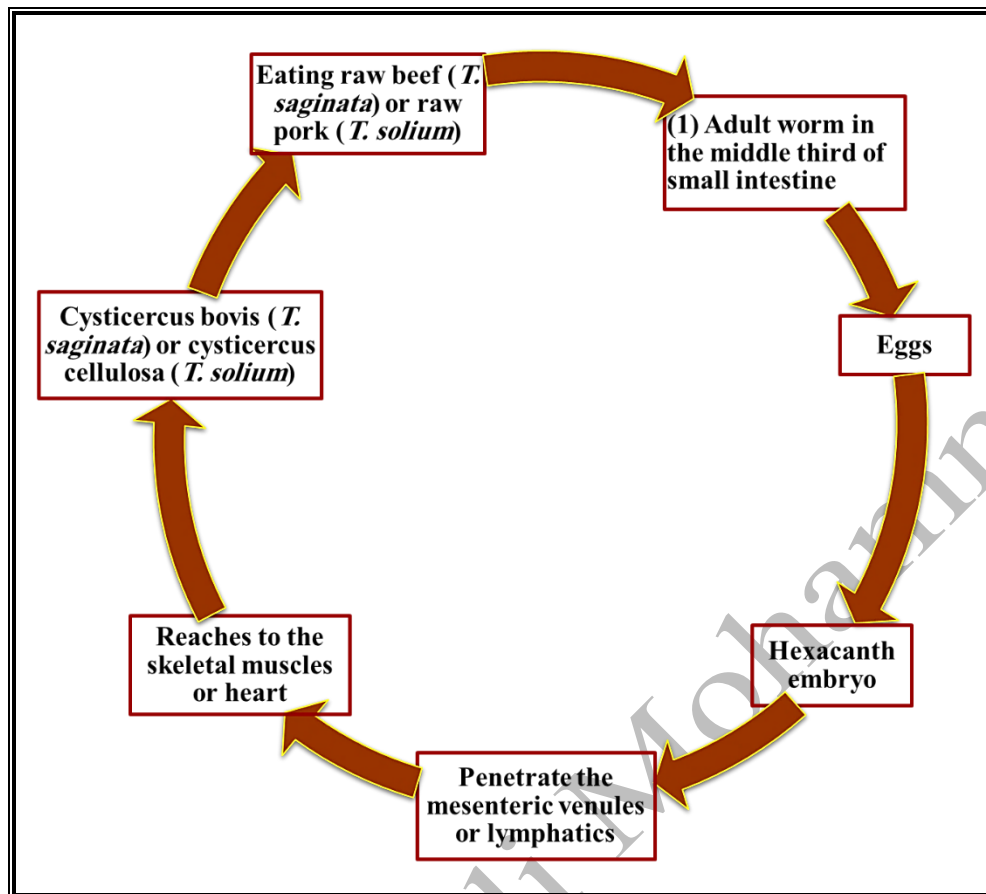 Eating raw beef (T.
saginata) or raw
pork (T. solium)
(1) Adult worm in
the middle third of
small intestine
Eggs
Hexacanth
embryo
Penetrate the
mesenteric venules
or lymphatics
Reaches to the
skeletal muscles
or heart
Cysticercus bovis (T.
saginata) or cysticercus
cellulosa (T. solium)